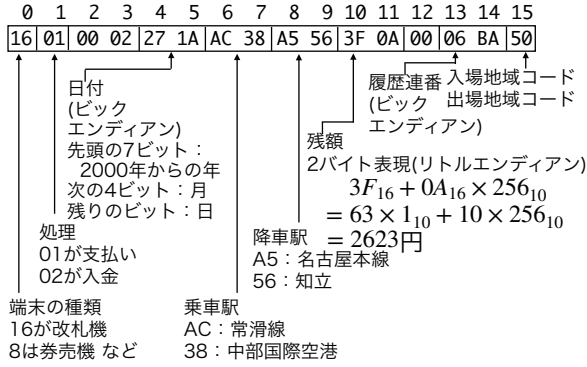 0 1 2 3 4 5 6 7 8 9 10 11 12 13 14 15
16 01 00 02 27 1A AC 38 A5 56 3F 0A 00 06 BA 50
日付
(ビック
エンディアン)
先頭の7ビット：
2000年からの年
次の4ビット：月
残りのビット：日
履歴連番
(ビック
エンディアン)
入場地域コード
出場地域コード
残額
2バイト表現(リトルエンディアン)
3F₁₆ + 0A₁₆ × 256₁₀
= 63 × 1₁₀ + 10 × 256₁₀
= 2623円
処理
01が支払い
02が入金
降車駅
A5：名古屋本線
56：知立
端末の種類
16が改札機
8は券売機 など
乗車駅
AC：常滑線
38：中部国際空港